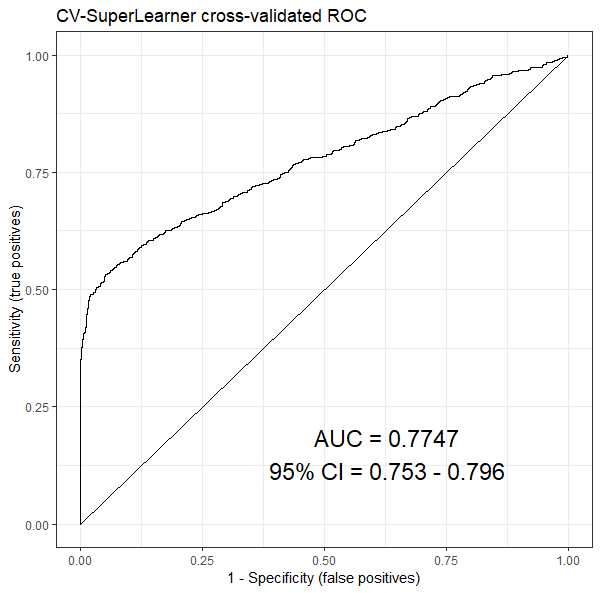 CV-SuperLearner cross-validated ROC
1.00
0.75
0.50
0.25
0.00
Sensitivity (true positives)
AUC = 0.7747
95% CI = 0.753 - 0.796
0.00 0.25 0.50 0.75 1.00
1 - Specificity (false positives)